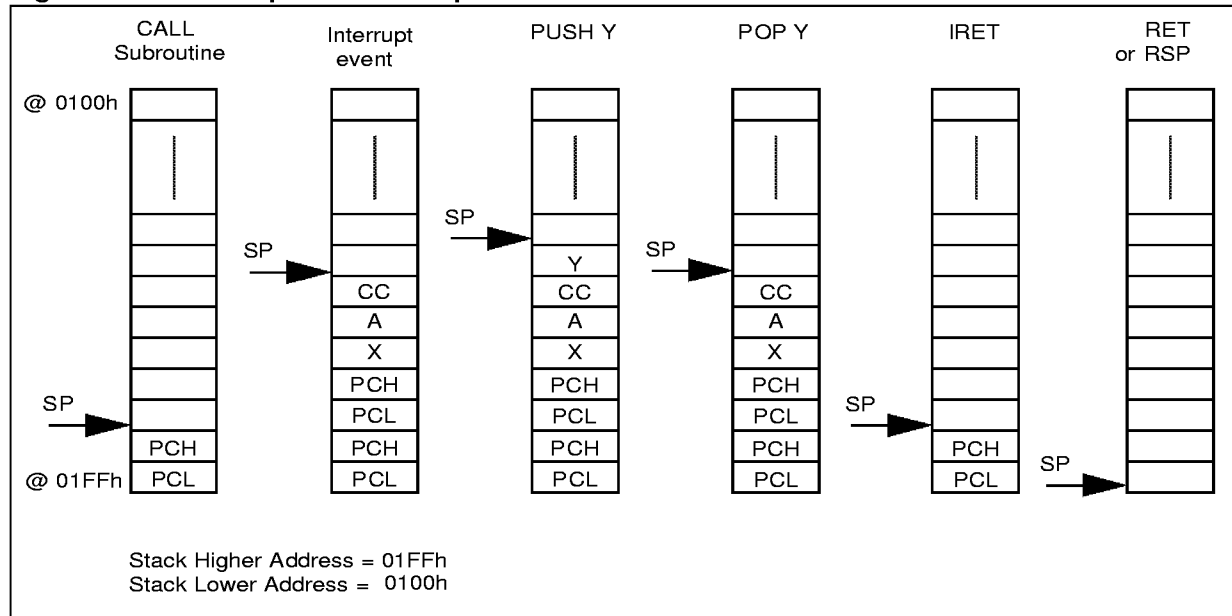 CALL
Subroutine
Interrupt
event
PUSH Y
POP Y
IRET
RET
or RSP
@ 0100h
SP
SP
SP
SP
SP
SP
@ 01FFh
PCH
PCL
CC
A
X
PCH
PCL
PCH
PCL
Y
CC
A
X
PCH
PCL
PCH
PCL
CC
A
X
PCH
PCL
PCH
PCL
PCH
PCL
Stack Higher Address = 01FFh
Stack Lower Address = 0100h